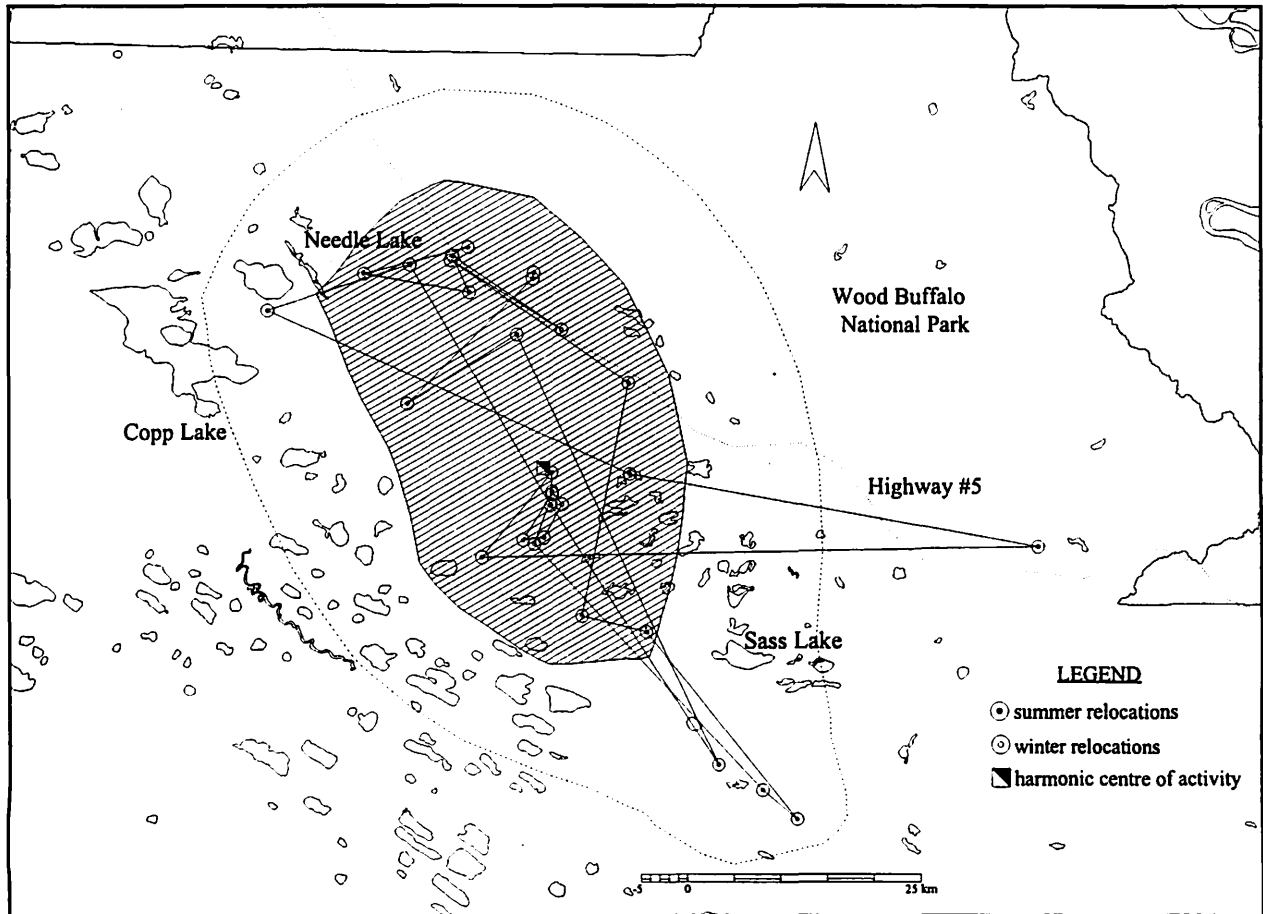 Needle Lake
Wood Buffalo
National Park
Copp Lake
Highway #5
Sass Lake
LEGEND
summer relocations
winter relocations
harmonic centre of activity
-5 0 25 km